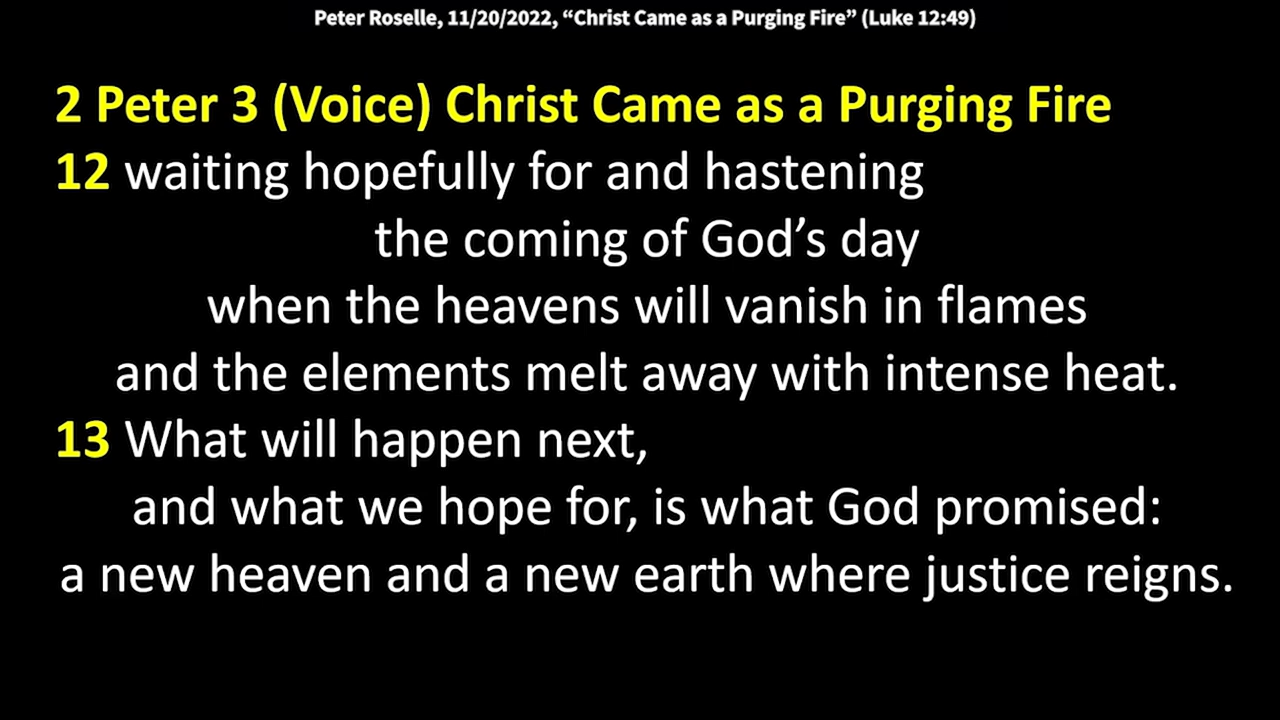 Peter Roselle, 11/20/2022, “Christ Came as a Purging Fire” (Luke 12:49)
2 Peter 3 (Voice) Christ Came as a Purging Fire
12 waiting hopefully for and hastening
the coming of God’s day
when the heavens will vanish in flames
and the elements melt away with intense heat.
13 What will happen next,
and what we hope for, is what God promised:
a new heaven and a new earth where justice reigns.